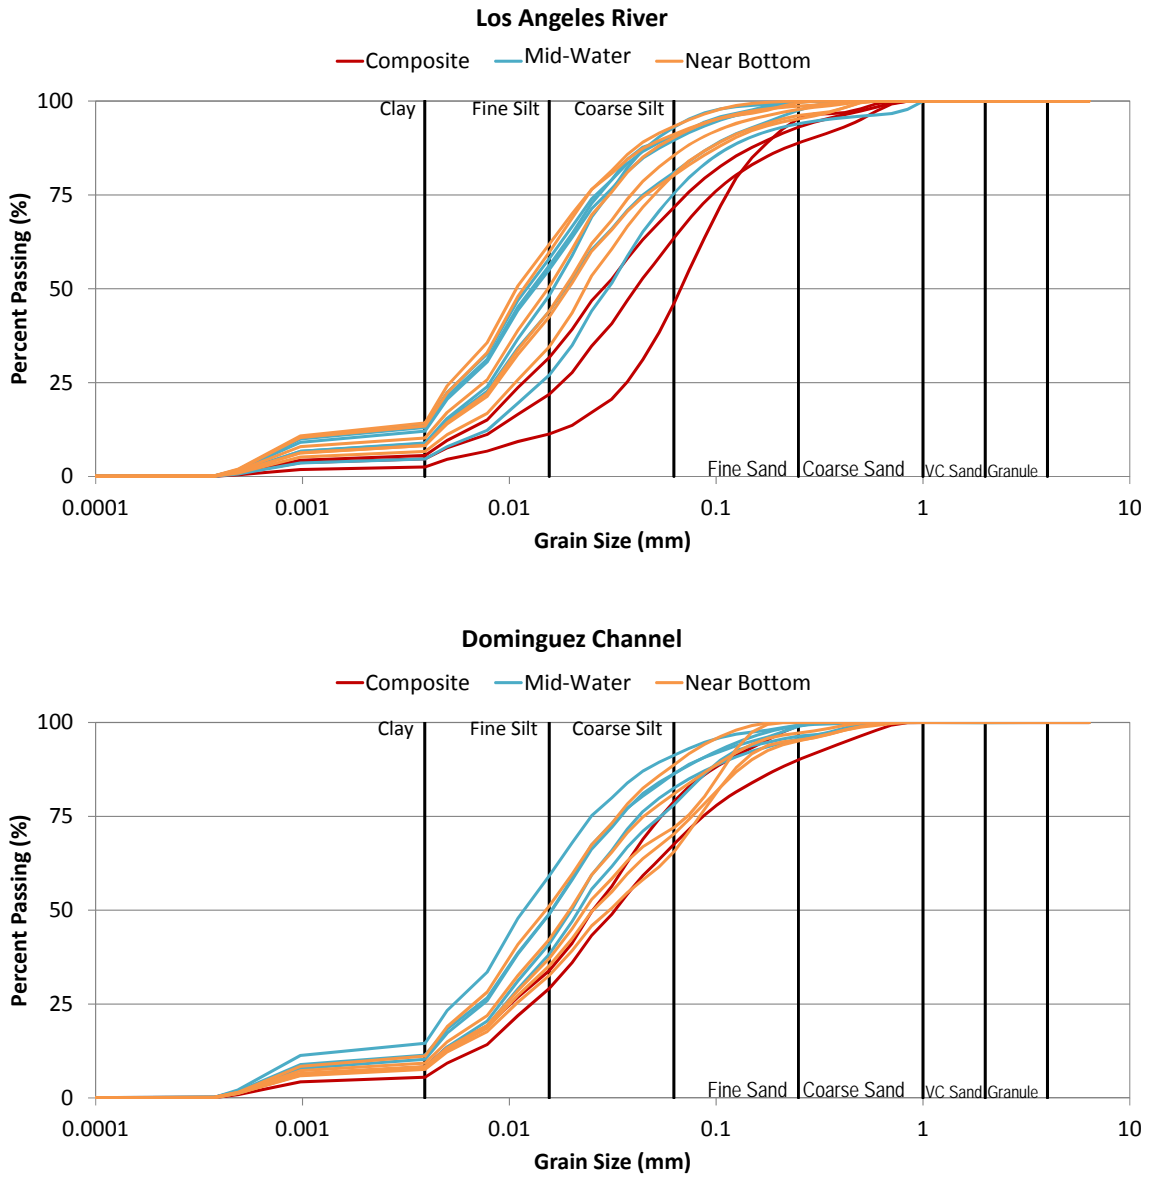 Los Angeles River
Composite Mid-Water Near Bottom
100 Clay Fine Silt Coarse Silt
75
50
25
0 Fine Sand Coarse Sand VC Sand Granule
0.0001 0.001 0.01 0.1 1 10
Percent Passing (%)
Grain Size (mm)
Dominguez Channel
Composite Mid-Water Near Bottom
100 Clay Fine Silt Coarse Silt
75
50
25
0 Fine Sand Coarse Sand VC Sand Granule
0.0001 0.001 0.01 0.1 1 10
Percent Passing (%)
Grain Size (mm)